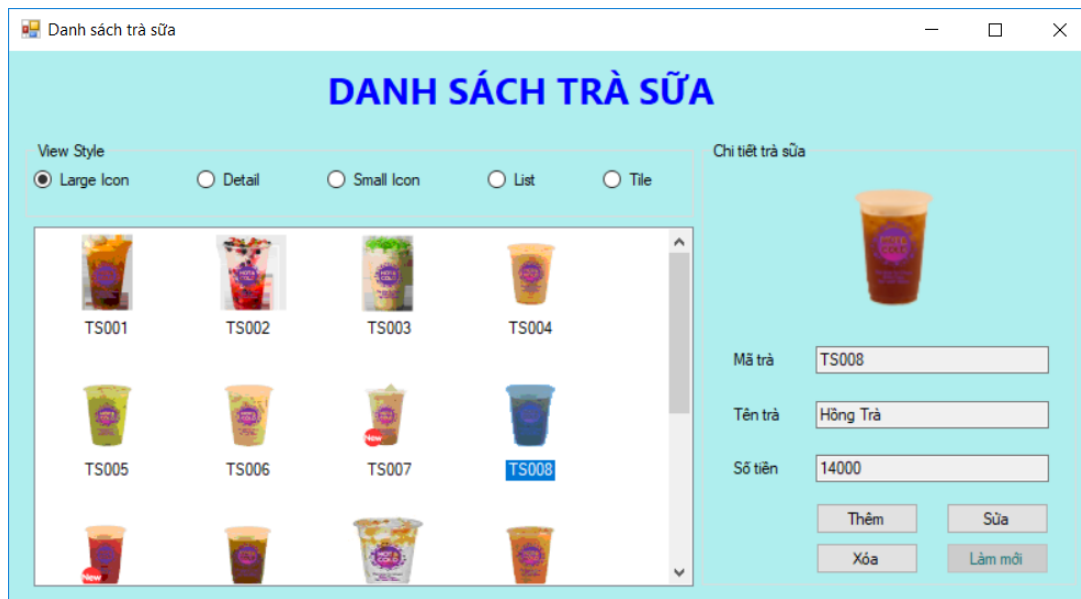 Danh sách trà sữa
DANH SÁCH TRÀ SỮA
View Style
Large Icon
Detail
Small Icon
List
Tile
TS001
TS002
TS003
TS004
TS005
New
TS006
TS007
TS008
New
Chi tiết trà sữa
Mã trà
TS008
Tên trà
Hồng Trà
Số tiền
14000
Thêm
Sửa
Xóa
Làm mới